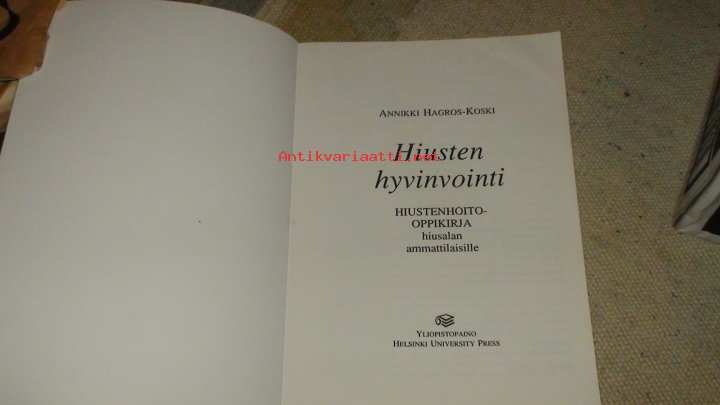 ANNIKKI HAGROS-KOSKI
Antikvariaatti.net
Hiusten
hyvinvointi
HIUSTENHOITO-
OPPIKIRJA
hiusalan
ammattilaisille
YLIOPISTOPAINO
HELSINKI UNIVERSITY PRESS